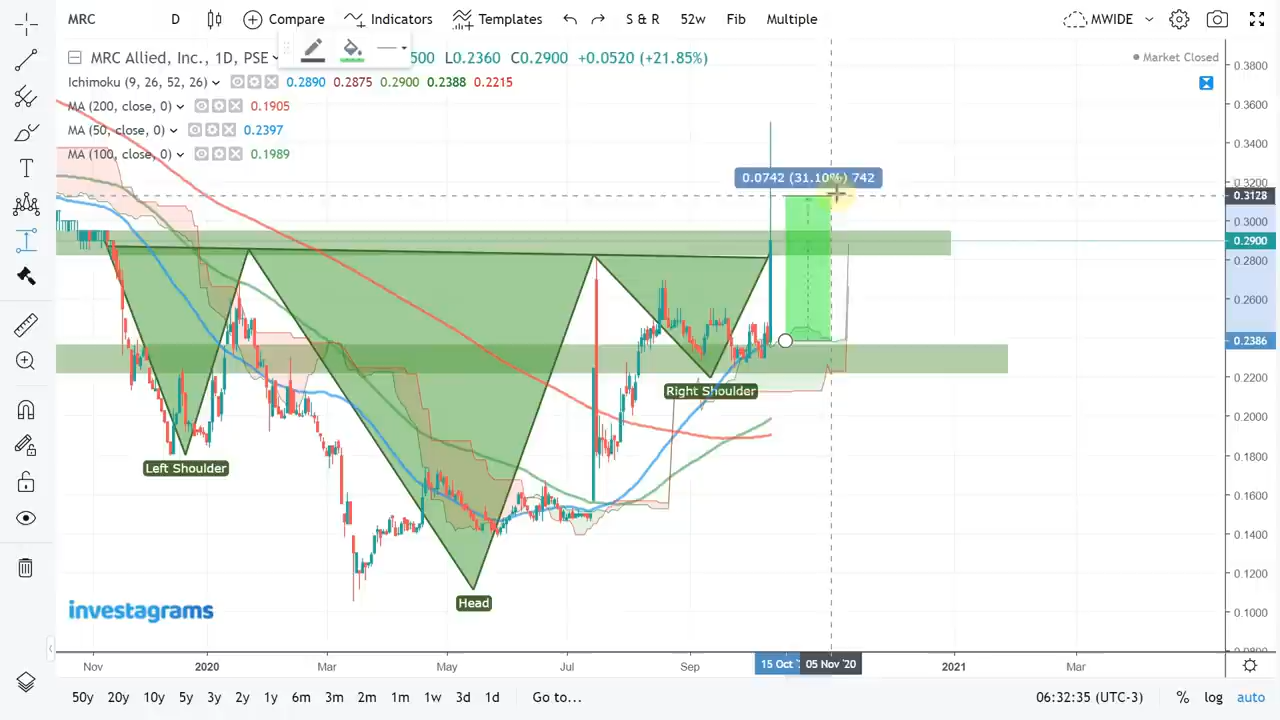 MRC D Compare Indicators Templates S & R 52w Fib Multiple MWIDE
MRC Allied, Inc., 1D, PSE 500 L0.2360 C0.2900 +0.0520 (+21.85%)
Market Closed
Ichimoku (9, 26, 52, 26) 0.2890 0.2875 0.2900 0.2388 0.2215
MA (200, close, 0) 0.1905
MA (50, close, 0) 0.2397
MA (100, close, 0) 0.1989
0.0742 (31.10%) 742
0.3800
0.3600
0.3400
0.3200
0.3128
0.3000
0.2900
0.2800
0.2600
0.2386
0.2200
0.2000
0.1800
0.1600
0.1400
0.1200
0.1000
0.0800
Right Shoulder
Left Shoulder
Head
investagrams
Nov 2020 Mar May Jul Sep 15 Oct '2 05 Nov '20 2021 Mar
50y 20y 10y 5y 3y 2y 1y 6m 3m 2m 1m 1w 3d 1d Go to... 06:32:35 (UTC-3) % log auto